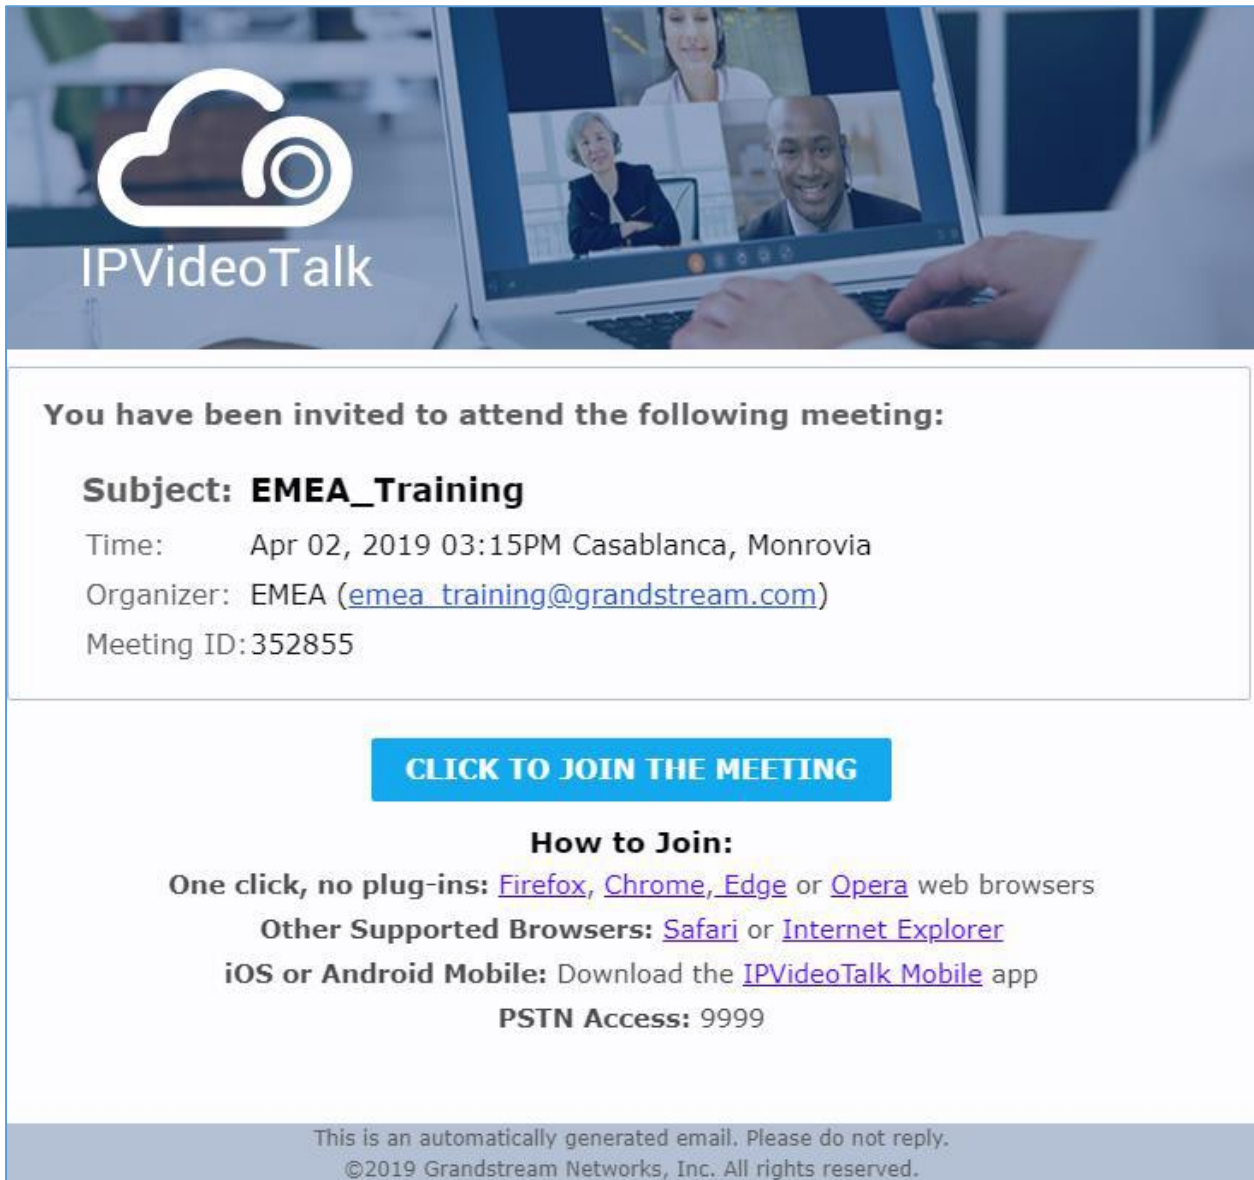 IPVideoTalk
You have been invited to attend the following meeting:
Subject: EMEA_Training
Time: Apr 02, 2019 03:15PM Casablanca, Monrovia
Organizer: EMEA (emea_training@grandstream.com)
Meeting ID: 352855
CLICK TO JOIN THE MEETING
How to Join:
One click, no plug-ins: Firefox, Chrome, Edge or Opera web browsers
Other Supported Browsers: Safari or Internet Explorer
iOS or Android Mobile: Download the IPVideoTalk Mobile app
PSTN Access: 9999
This is an automatically generated email. Please do not reply.
©2019 Grandstream Networks, Inc. All rights reserved.